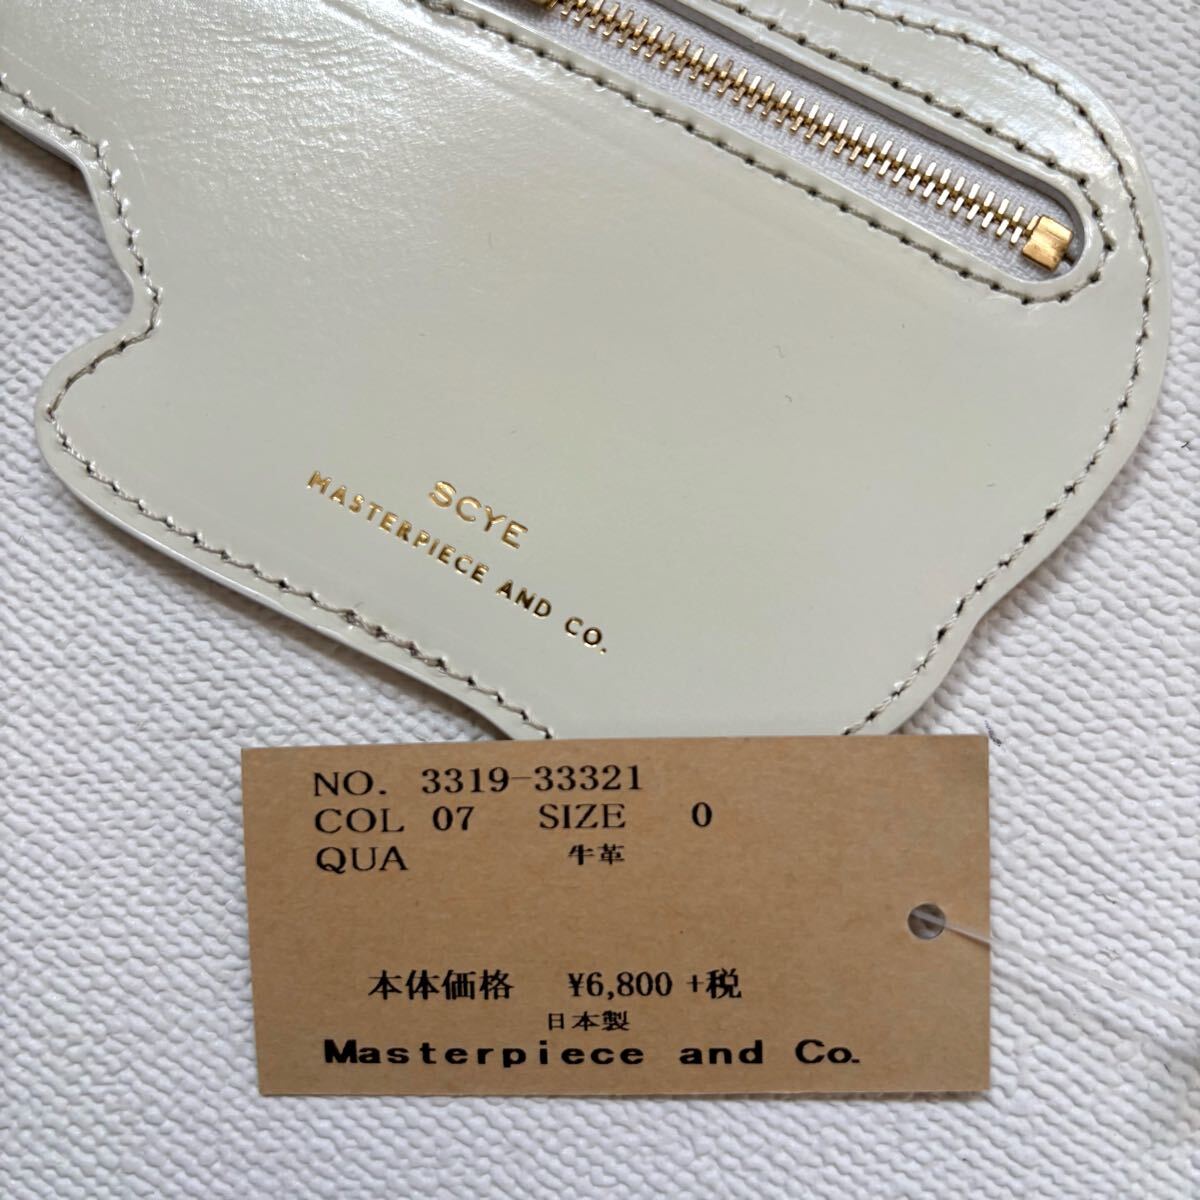 SCYE
MASTERPIECE AND CO.
NO. 3319-33321
COL 07 SIZE 0
QUA 牛革
本体価格 ¥6,800 +税
日本製
Masterpiece and Co.